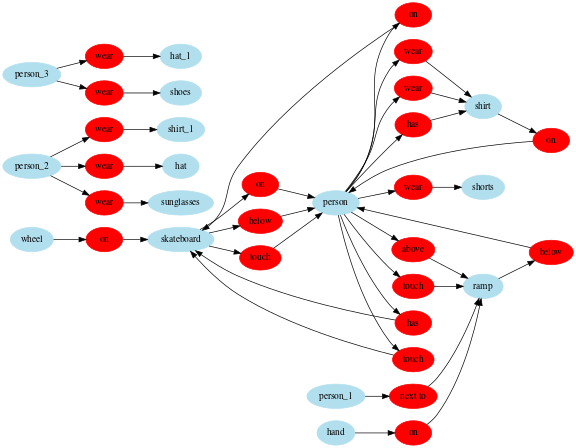 on
person_3 wear hat_1 wear
wear shoes wear shirt
person_2 wear shirt_1 has on
wear hat on person wear shorts
wear sunglasses below
wheel on skateboard touch above below
touch ramp
has
touch
person_1 next to
hand on